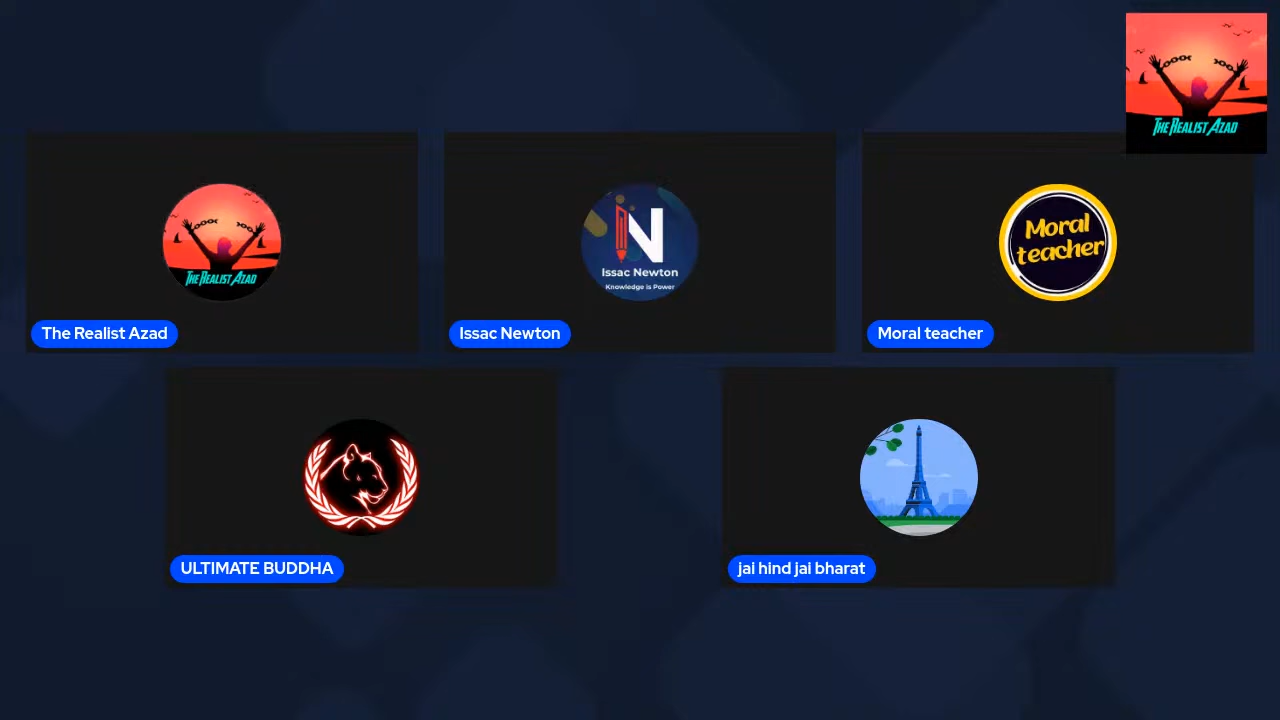 THE REALIST AZAD
THE REALIST AZAD
N
Issac Newton
Knowledge is Power
Moral
teacher
The Realist Azad
Issac Newton
Moral teacher
ULTIMATE BUDDHA
jai hind jai bharat